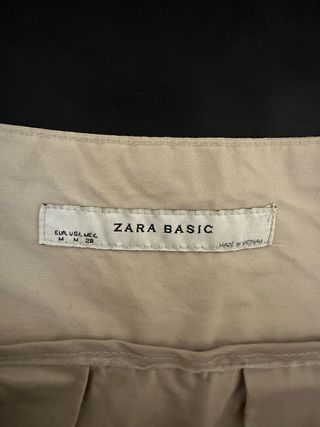 ZARA BASIC
EUR. USA. MEX.
M M 28
MADE IN VIETNAM